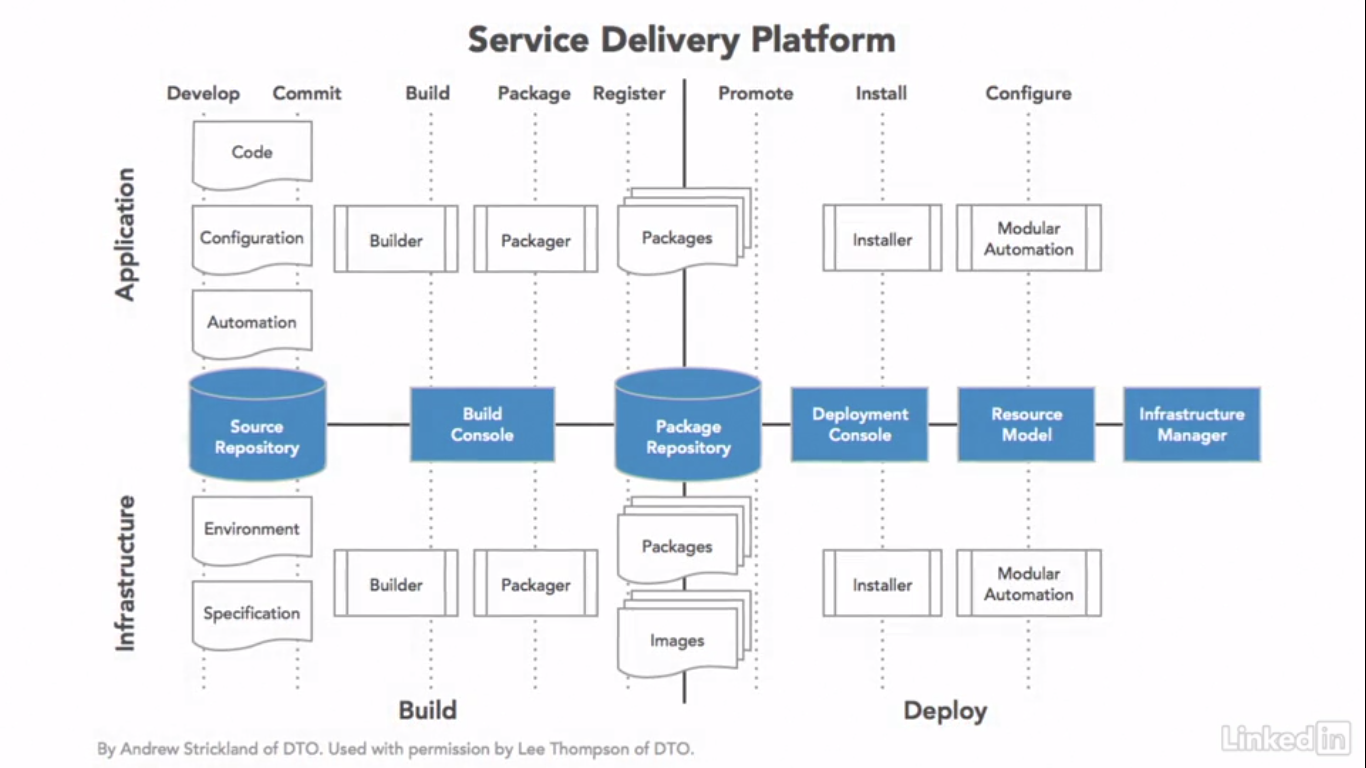 Service Delivery Platform
Develop
Commit
Build
Package
Register
Promote
Install
Configure
Application
Code
Configuration
Automation
Builder
Packager
Packages
Installer
Modular
Automation
Source
Repository
Build
Console
Package
Repository
Deployment
Console
Resource
Model
Infrastructure
Manager
Infrastructure
Environment
Specification
Builder
Packager
Packages
Images
Installer
Modular
Automation
Build
Deploy
By Andrew Strickland of DTO. Used with permission by Lee Thompson of DTO.
Linked in